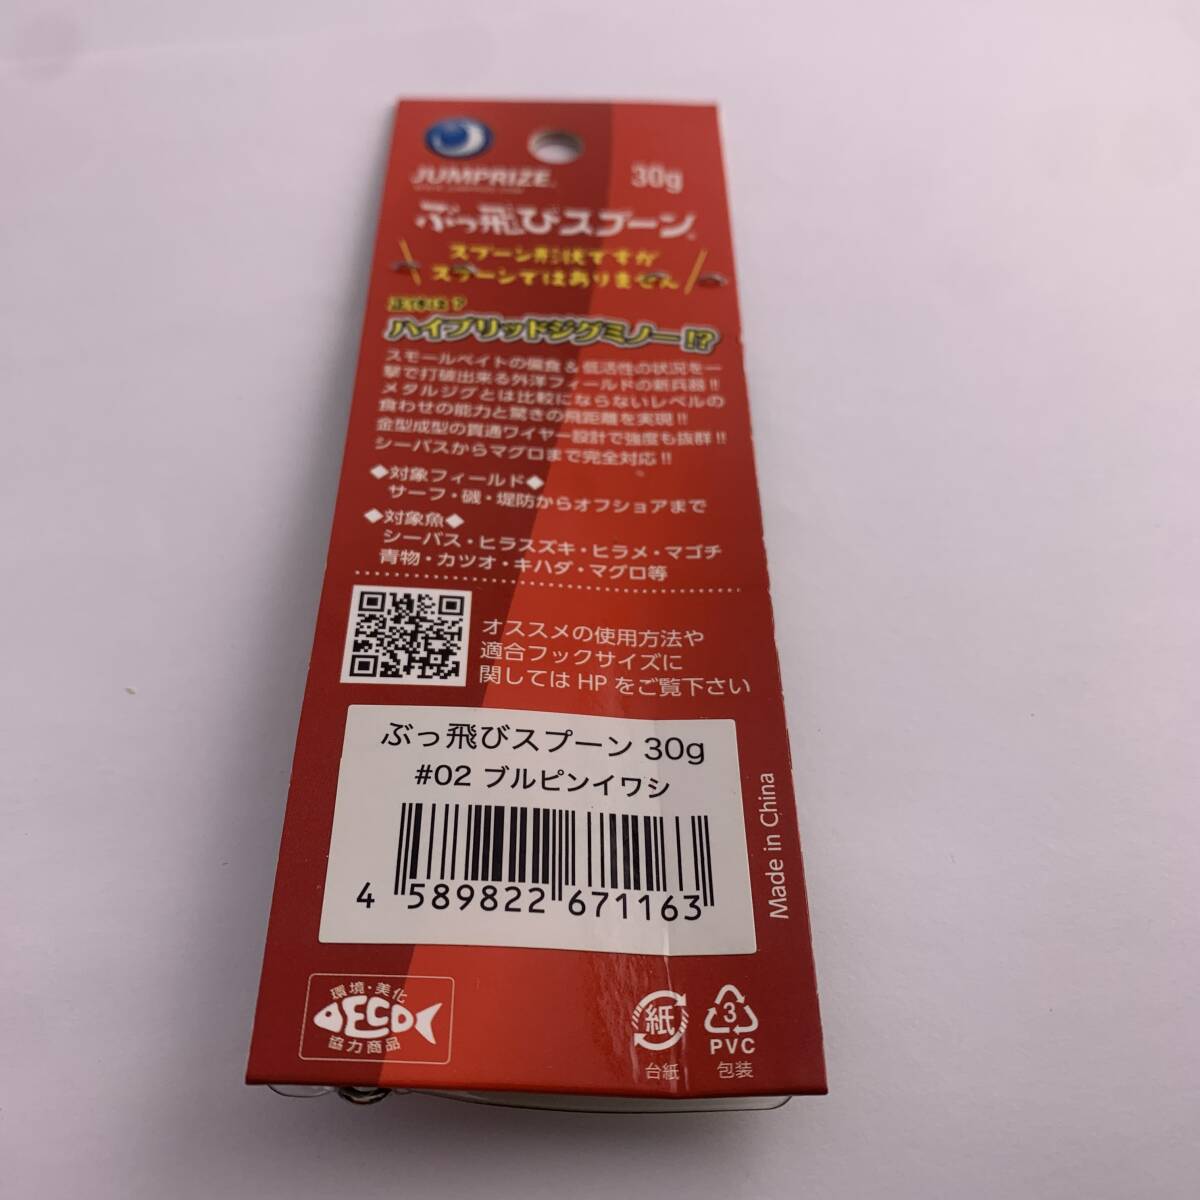 JUMPRIZE
30g
ぶっ飛びスプーン
スプーン形状ですが
スプーンではありません
正体は?
ハイブリッドジグミノー!?
スモールベイトの偏食&低活性の状況を一
撃で打破出来る外洋フィールドの新兵器!!
メタルジグとは比較にならないレベルの
食わせの能力と驚きの飛距離を実現!!
金型成型の貫通ワイヤー設計で強度も抜群!!
シーバスからマグロまで完全対応!!
◆対象フィールド◆
サーフ・磯・堤防からオフショアまで
◆対象魚◆
シーバス・ヒラスズキ・ヒラメ・マゴチ
青物・カツオ・キハダ・マグロ等
オススメの使用方法や
適合フックサイズに
関しては HP をご覧下さい
ぶっ飛びスプーン 30g
#02 ブルピンイワシ
4 589822 671163
Made in China
環境・美化
ECO
協力商品
紙
台紙
3
PVC
包装